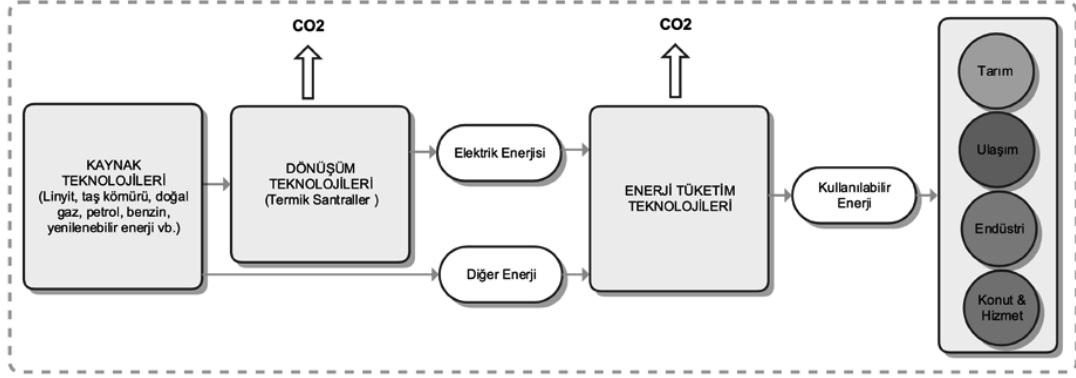 CO2
CO2
KAYNAK
TEKNOLOJİLERİ
(Linyit, taş kömürü, doğal
gaz, petrol, benzin,
yenilenebilir enerji vb.)
DÖNÜŞÜM
TEKNOLOJİLERİ
(Termik Santraller )
Elektrik Enerjisi
Diğer Enerji
ENERJİ TÜKETİM
TEKNOLOJİLERİ
Kullanılabilir
Enerji
Tarım
Ulaşım
Endüstri
Konut &
Hizmet